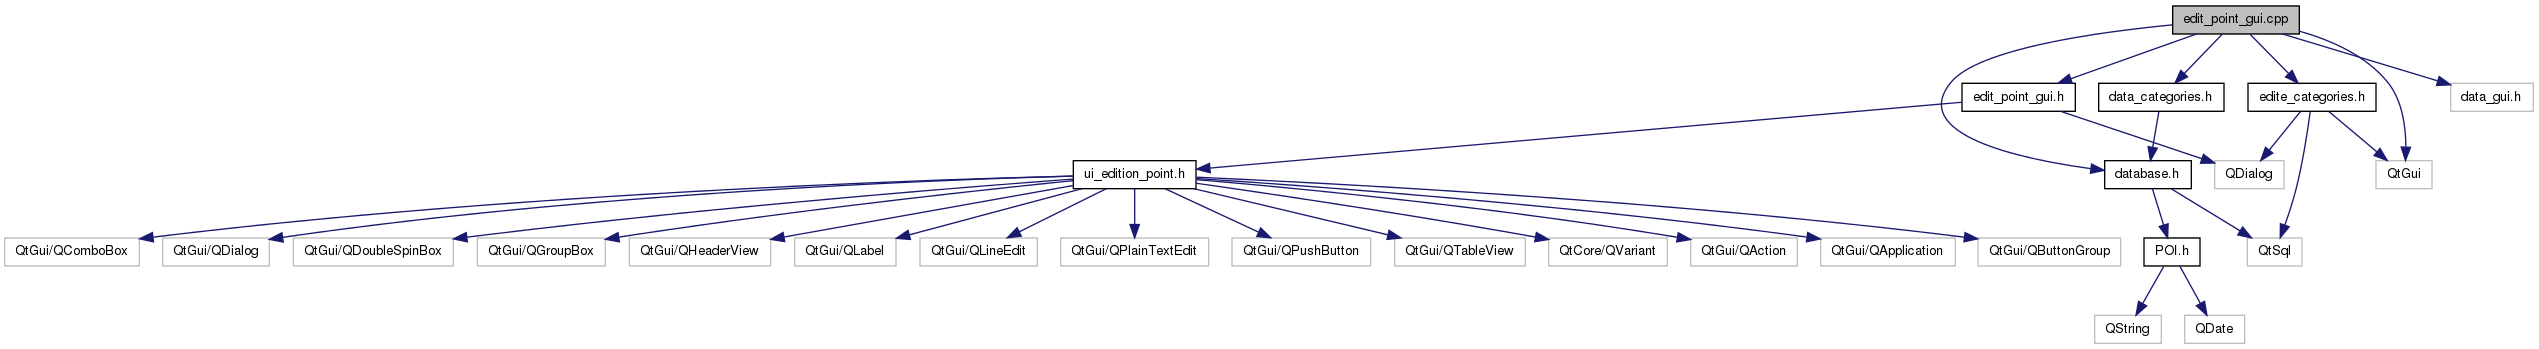 edit_point_gui.cpp
edit_point_gui.h
data_categories.h
edite_categories.h
data_gui.h
ui_edition_point.h
database.h
QDialog
QtGui
QtGui/QComboBox
QtGui/QDialog
QtGui/QDoubleSpinBox
QtGui/QGroupBox
QtGui/QHeaderView
QtGui/QLabel
QtGui/QLineEdit
QtGui/QPlainTextEdit
QtGui/QPushButton
QtGui/QTableView
QtCore/QVariant
QtGui/QAction
QtGui/QApplication
QtGui/QButtonGroup
POI.h
QtSql
QString
QDate